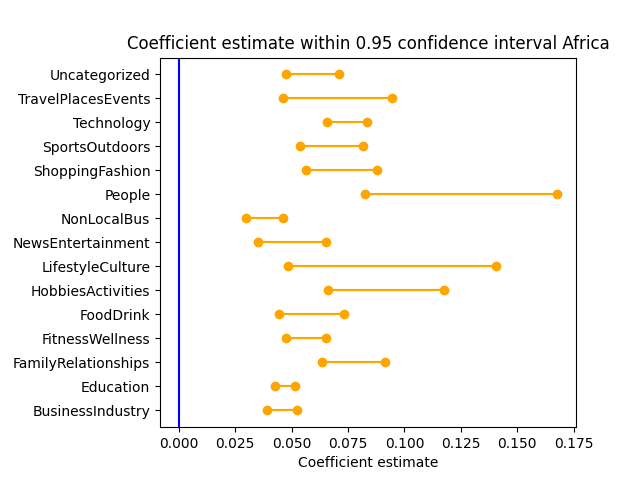 Coefficient estimate within 0.95 confidence interval Africa
Uncategorized
TravelPlacesEvents
Technology
SportsOutdoors
ShoppingFashion
People
NonLocalBus
NewsEntertainment
LifestyleCulture
HobbiesActivities
FoodDrink
FitnessWellness
FamilyRelationships
Education
BusinessIndustry
0.000 0.025 0.050 0.075 0.100 0.125 0.150 0.175
Coefficient estimate